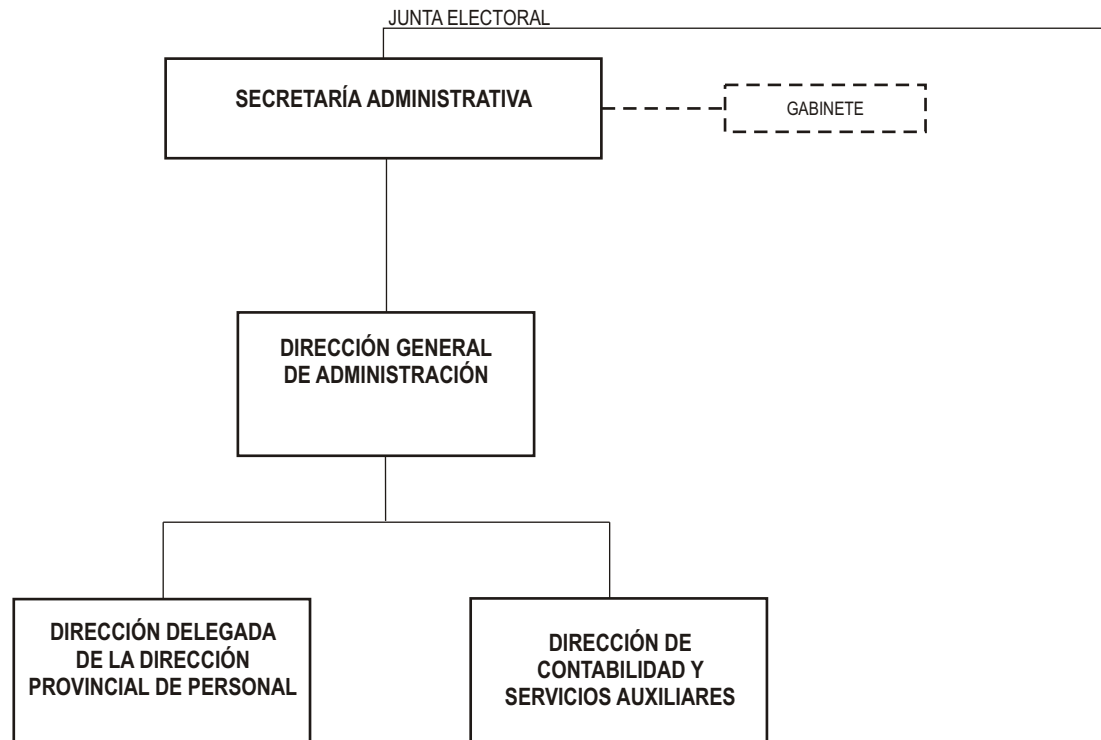 JUNTA ELECTORAL
SECRETARÍA ADMINISTRATIVA
GABINETE
DIRECCIÓN GENERAL
DE ADMINISTRACIÓN
DIRECCIÓN DELEGADA
DE LA DIRECCIÓN
PROVINCIAL DE PERSONAL
DIRECCIÓN DE
CONTABILIDAD Y
SERVICIOS AUXILIARES